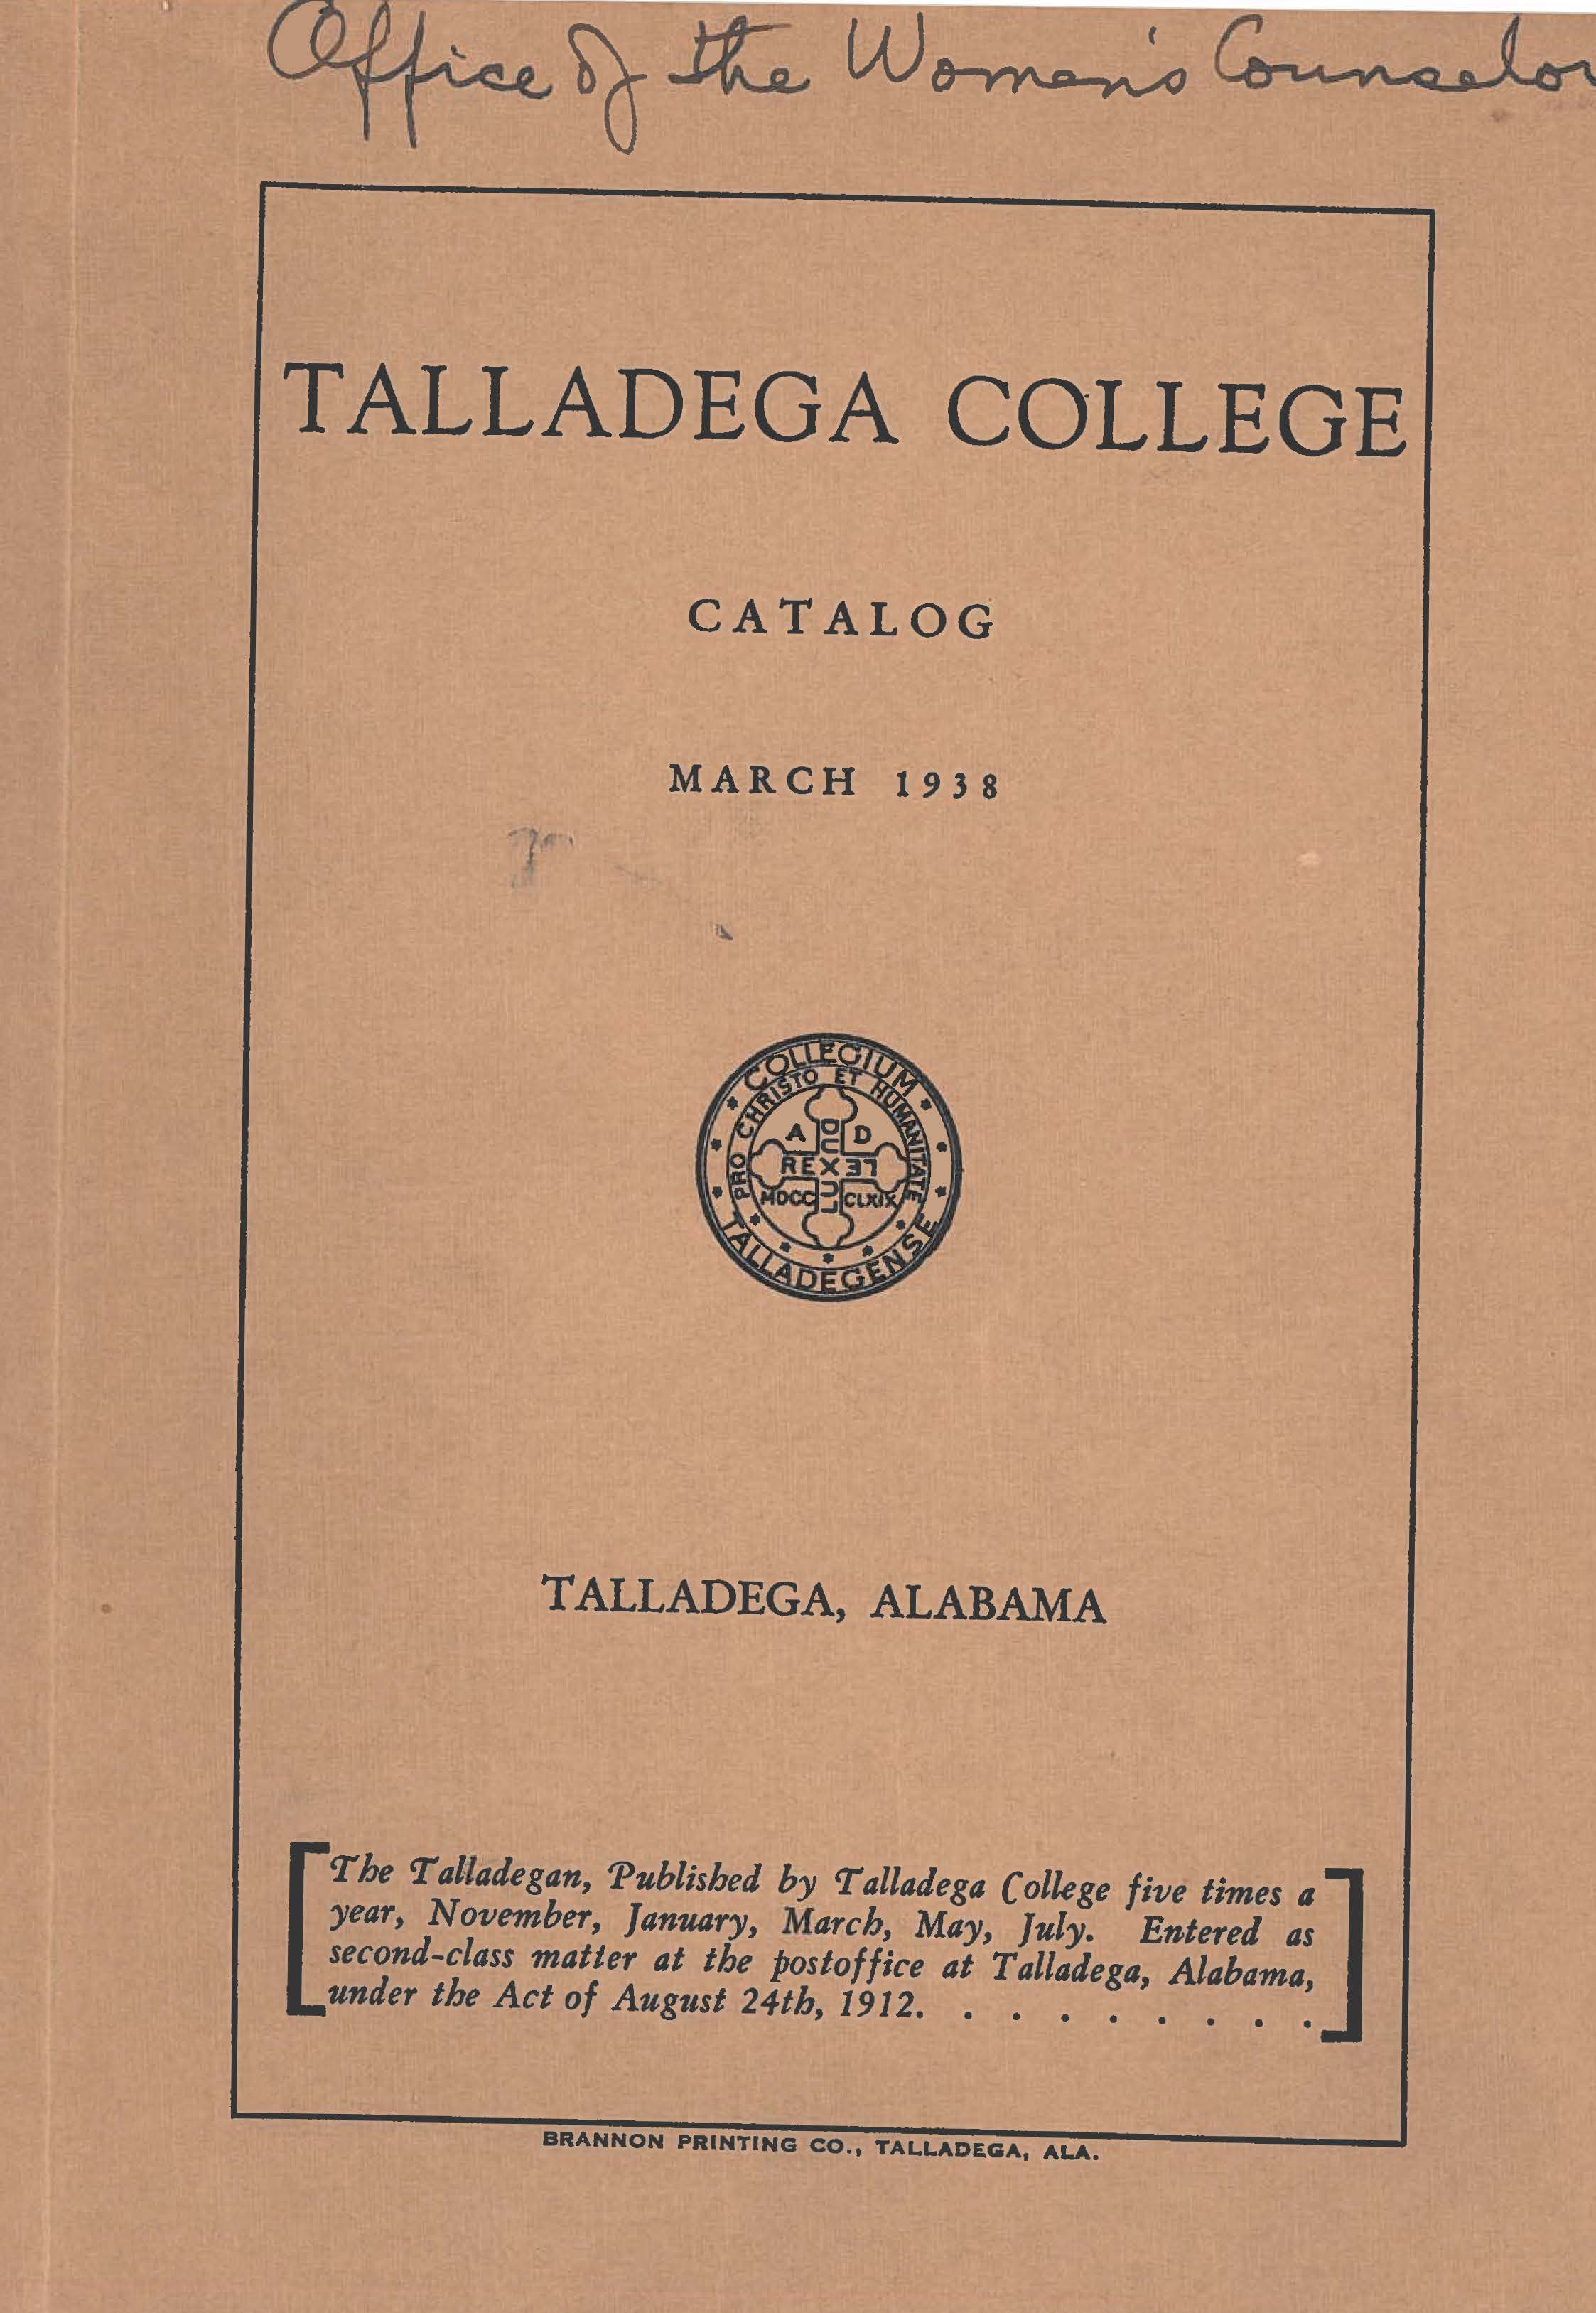 Office of the Women's Counselor
TALLADEGA COLLEGE
CATALOG
MARCH 1938
COLLEGIUM
PRO CHRISTO ET HUMANITATE
A D
REX
MDCC CLXIX
TALLADEGENSE
TALLADEGA, ALABAMA
The Talladegan, Published by Talladega College five times a
year, November, January, March, May, July. Entered as
second-class matter at the postoffice at Talladega, Alabama,
under the Act of August 24th, 1912. . . . . . . . .
BRANNON PRINTING CO., TALLADEGA, ALA.